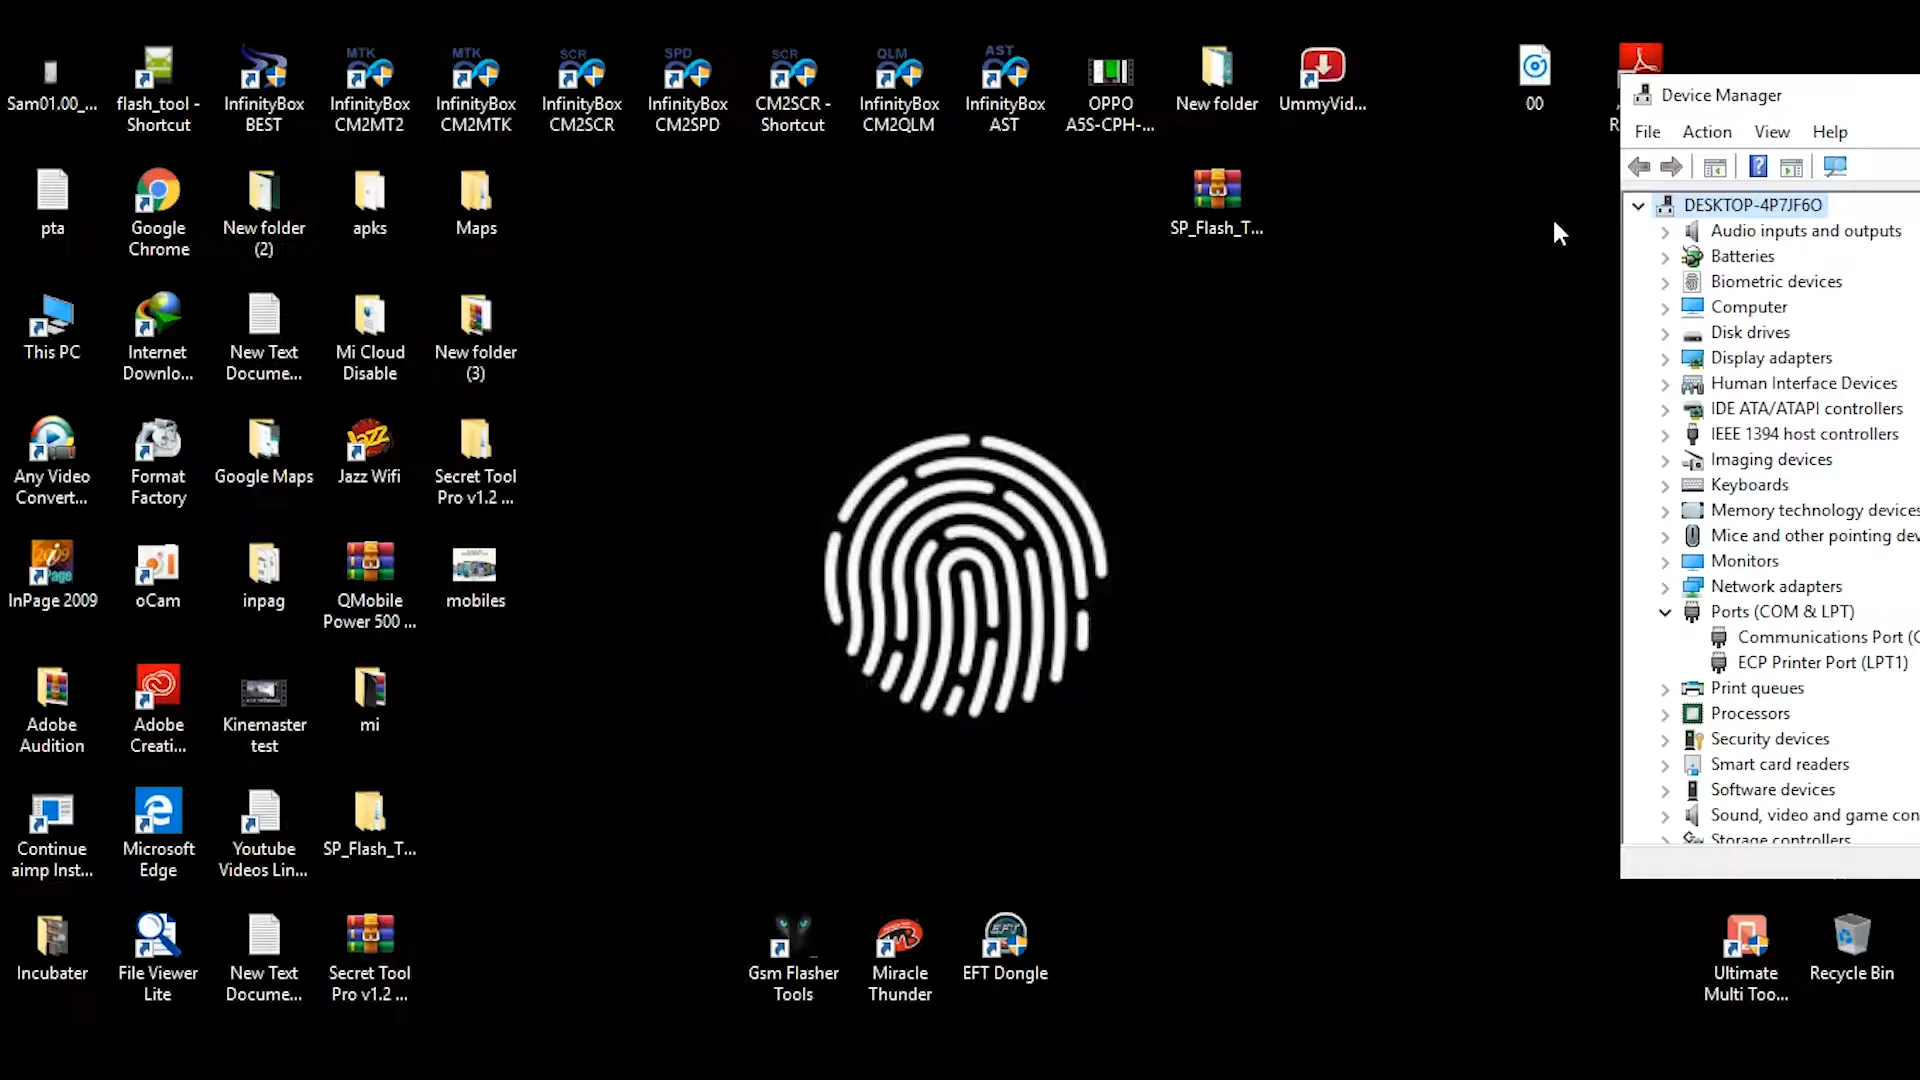 Sam01.00_...
flash_tool -
Shortcut
InfinityBox
BEST
MTK
InfinityBox
CM2MT2
MTK
InfinityBox
CM2MTK
SCR
InfinityBox
CM2SCR
SPD
InfinityBox
CM2SPD
SCR
CM2SCR -
Shortcut
QLM
InfinityBox
CM2QLM
AST
InfinityBox
AST
OPPO
A5S-CPH-...
New folder
UmmyVid...
00
pta
Google
Chrome
New folder
(2)
apks
Maps
SP_Flash_T...
This PC
Internet
Downlo...
New Text
Docume...
Mi Cloud
Disable
New folder
(3)
Any Video
Convert...
Format
Factory
Google Maps
Jazz
Jazz Wifi
Secret Tool
Pro v1.2 ...
2009
InPage 2009
oCam
inpag
QMobile
Power 500 ...
mobiles
Adobe
Audition
Adobe
Creati...
Kinemaster
test
mi
Continue
aimp Inst...
Microsoft
Edge
Youtube
Videos Lin...
SP_Flash_T...
Incubater
File Viewer
Lite
New Text
Docume...
Secret Tool
Pro v1.2 ...
Gsm Flasher
Tools
Miracle
Thunder
EFT
EFT Dongle
Ultimate
Multi Too...
Recycle Bin
Device Manager
File Action View Help
DESKTOP-4P7JF6O
Audio inputs and outputs
Batteries
Biometric devices
Computer
Disk drives
Display adapters
Human Interface Devices
IDE ATA/ATAPI controllers
IEEE 1394 host controllers
Imaging devices
Keyboards
Memory technology devices
Mice and other pointing dev
Monitors
Network adapters
Ports (COM & LPT)
Communications Port (C
ECP Printer Port (LPT1)
Print queues
Processors
Security devices
Smart card readers
Software devices
Sound, video and game con
Storage controllers